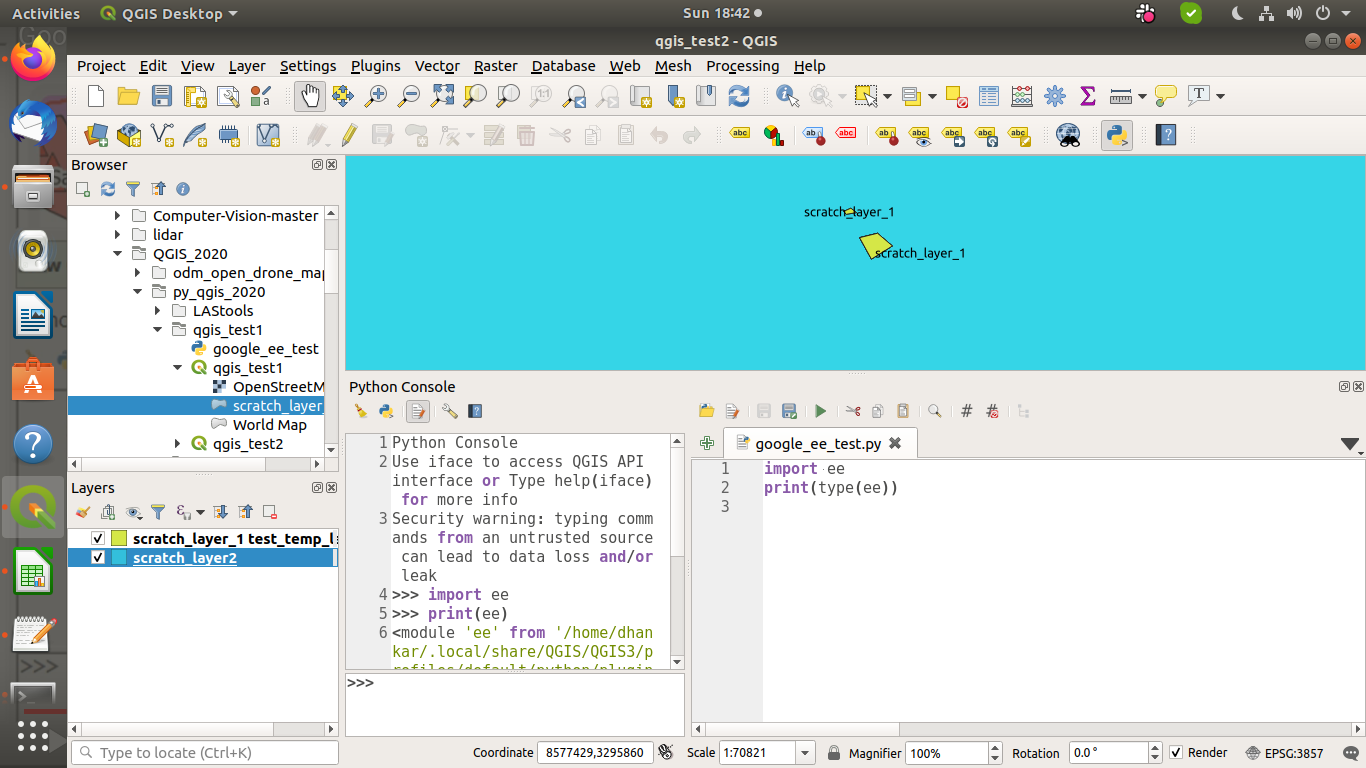 Activities QGIS Desktop Sun 18:42
qgis_test2 - QGIS
Project Edit View Layer Settings Plugins Vector Raster Database Web Mesh Processing Help
Browser
Computer-Vision-master
lidar
QGIS_2020
odm_open_drone_map
py_qgis_2020
LAStools
qgis_test1
google_ee_test
qgis_test1
OpenStreetM
scratch_layer_
World Map
qgis_test2
Layers
scratch_layer_1 test_temp_l
scratch_layer2
Type to locate (Ctrl+K)
scratch_layer_1
scratch_layer_1
Python Console
1 Python Console
2 Use iface to access QGIS API
interface or Type help(iface)
for more info
3 Security warning: typing comm
ands from an untrusted source
can lead to data loss and/or
leak
4 >>> import ee
5 >>> print(ee)
6 <module 'ee' from '/home/dhan
kar/.local/share/QGIS/QGIS3/p
rofiles/default/python/plugin
>>>
google_ee_test.py
1 import ee
2 print(type(ee))
3
Coordinate 8577429,3295860 Scale 1:70821 Magnifier 100% Rotation 0.0° Render EPSG:3857